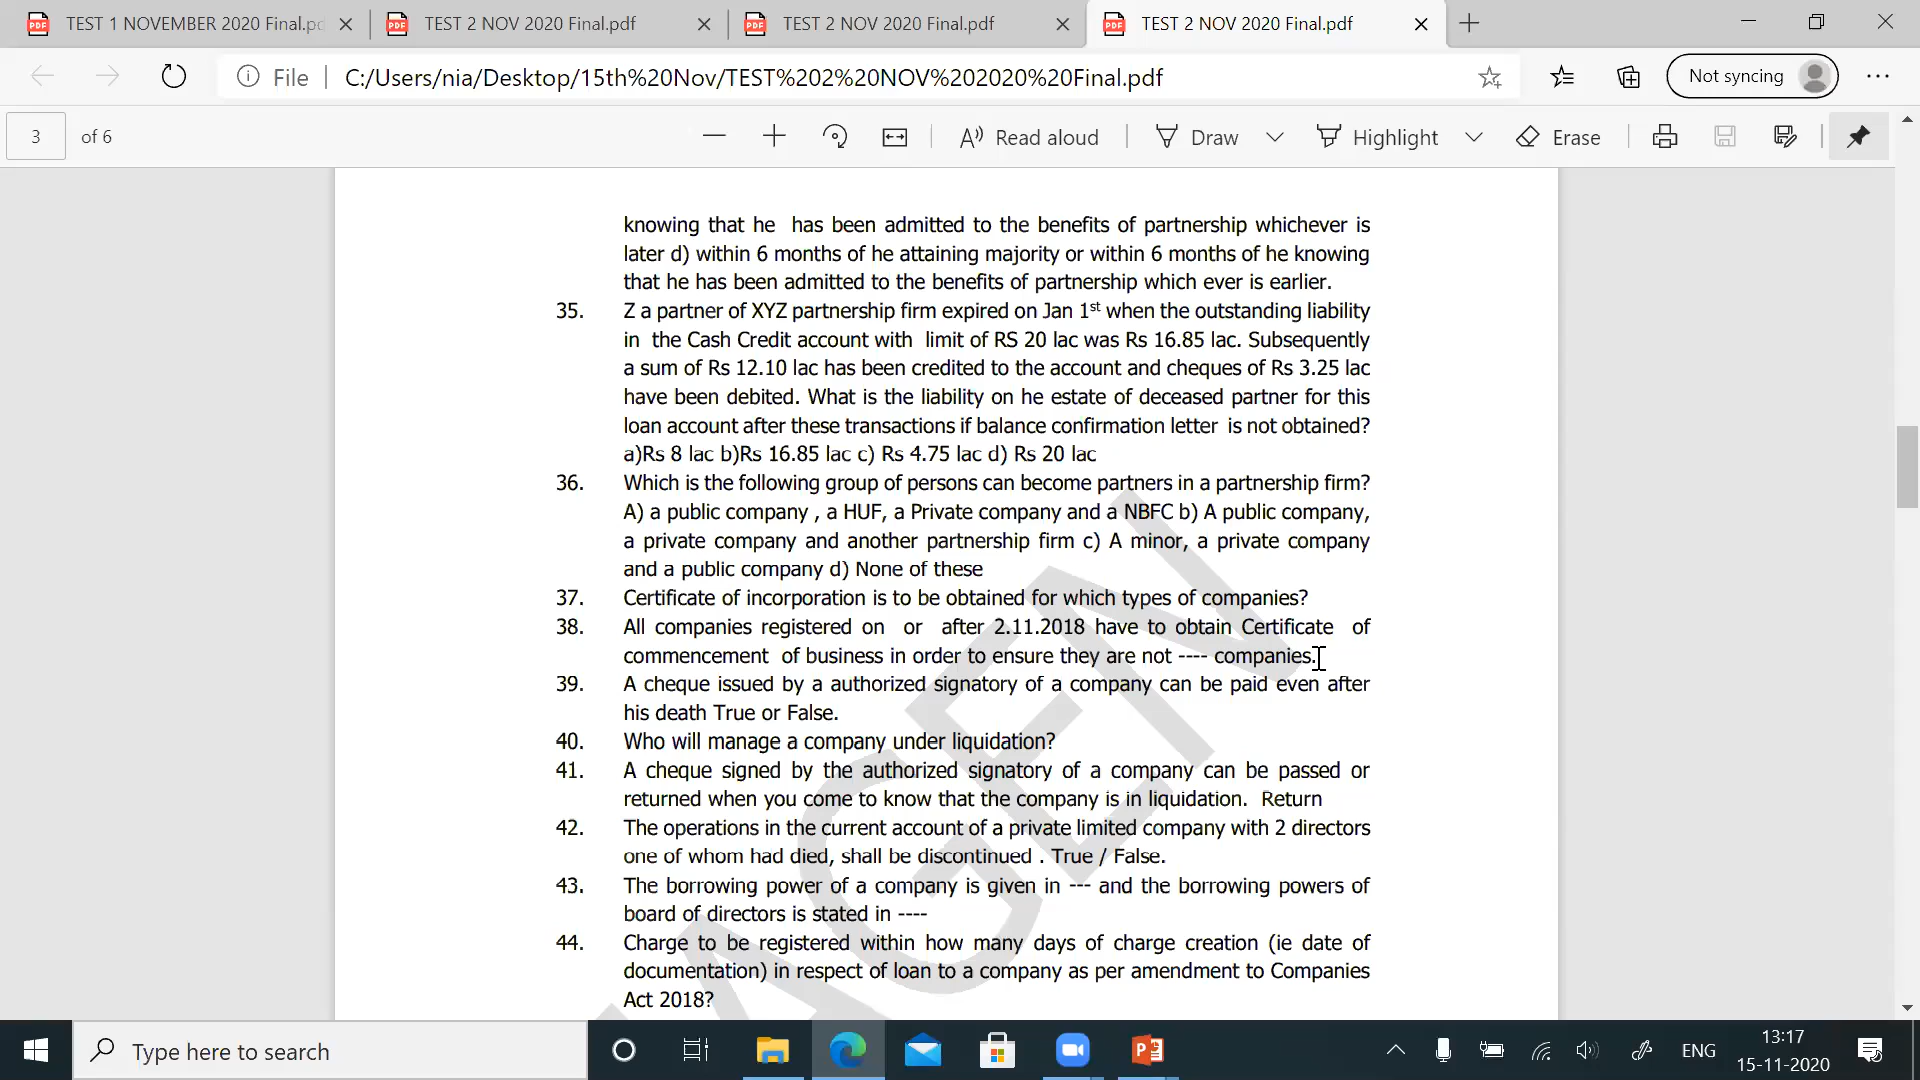 TEST 1 NOVEMBER 2020 Final.pd
TEST 2 NOV 2020 Final.pdf
TEST 2 NOV 2020 Final.pdf
TEST 2 NOV 2020 Final.pdf
File
C:/Users/nia/Desktop/15th%20Nov/TEST%202%20NOV%202020%20Final.pdf
Not syncing
3 of 6
Read aloud
Draw
Highlight
Erase
knowing that he has been admitted to the benefits of partnership whichever is
later d) within 6 months of he attaining majority or within 6 months of he knowing
that he has been admitted to the benefits of partnership which ever is earlier.
35. Z a partner of XYZ partnership firm expired on Jan 1st when the outstanding liability
in the Cash Credit account with limit of RS 20 lac was Rs 16.85 lac. Subsequently
a sum of Rs 12.10 lac has been credited to the account and cheques of Rs 3.25 lac
have been debited. What is the liability on he estate of deceased partner for this
loan account after these transactions if balance confirmation letter is not obtained?
a)Rs 8 lac b)Rs 16.85 lac c) Rs 4.75 lac d) Rs 20 lac
36. Which is the following group of persons can become partners in a partnership firm?
A) a public company , a HUF, a Private company and a NBFC b) A public company,
a private company and another partnership firm c) A minor, a private company
and a public company d) None of these
37. Certificate of incorporation is to be obtained for which types of companies?
38. All companies registered on or after 2.11.2018 have to obtain Certificate of
commencement of business in order to ensure they are not ---- companies.
39. A cheque issued by a authorized signatory of a company can be paid even after
his death True or False.
40. Who will manage a company under liquidation?
41. A cheque signed by the authorized signatory of a company can be passed or
returned when you come to know that the company is in liquidation. Return
42. The operations in the current account of a private limited company with 2 directors
one of whom had died, shall be discontinued . True / False.
43. The borrowing power of a company is given in --- and the borrowing powers of
board of directors is stated in ----
44. Charge to be registered within how many days of charge creation (ie date of
documentation) in respect of loan to a company as per amendment to Companies
Act 2018?
Type here to search
ENG
13:17
15-11-2020